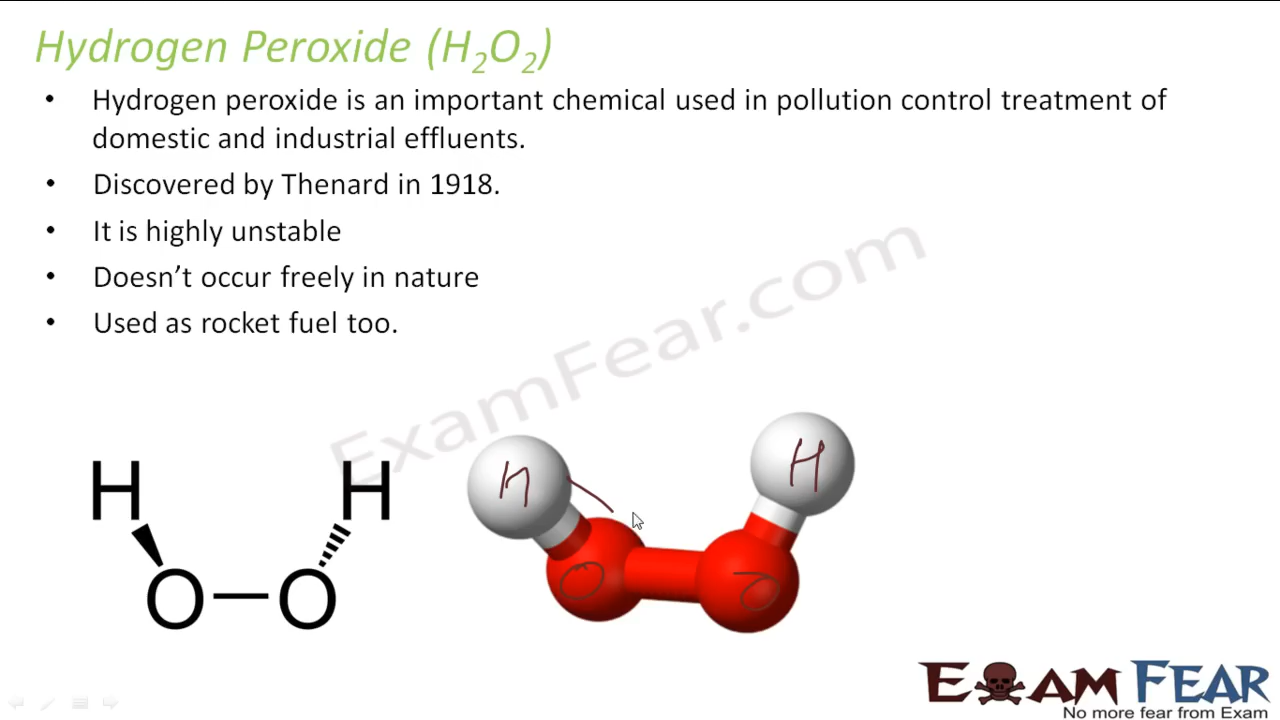 Hydrogen Peroxide (H₂O₂)
• Hydrogen peroxide is an important chemical used in pollution control treatment of
domestic and industrial effluents.
• Discovered by Thenard in 1918.
• It is highly unstable
• Doesn't occur freely in nature
• Used as rocket fuel too.
ExamFear.com
H H
O — O
H H
O O
EXAM FEAR
No more fear from Exam